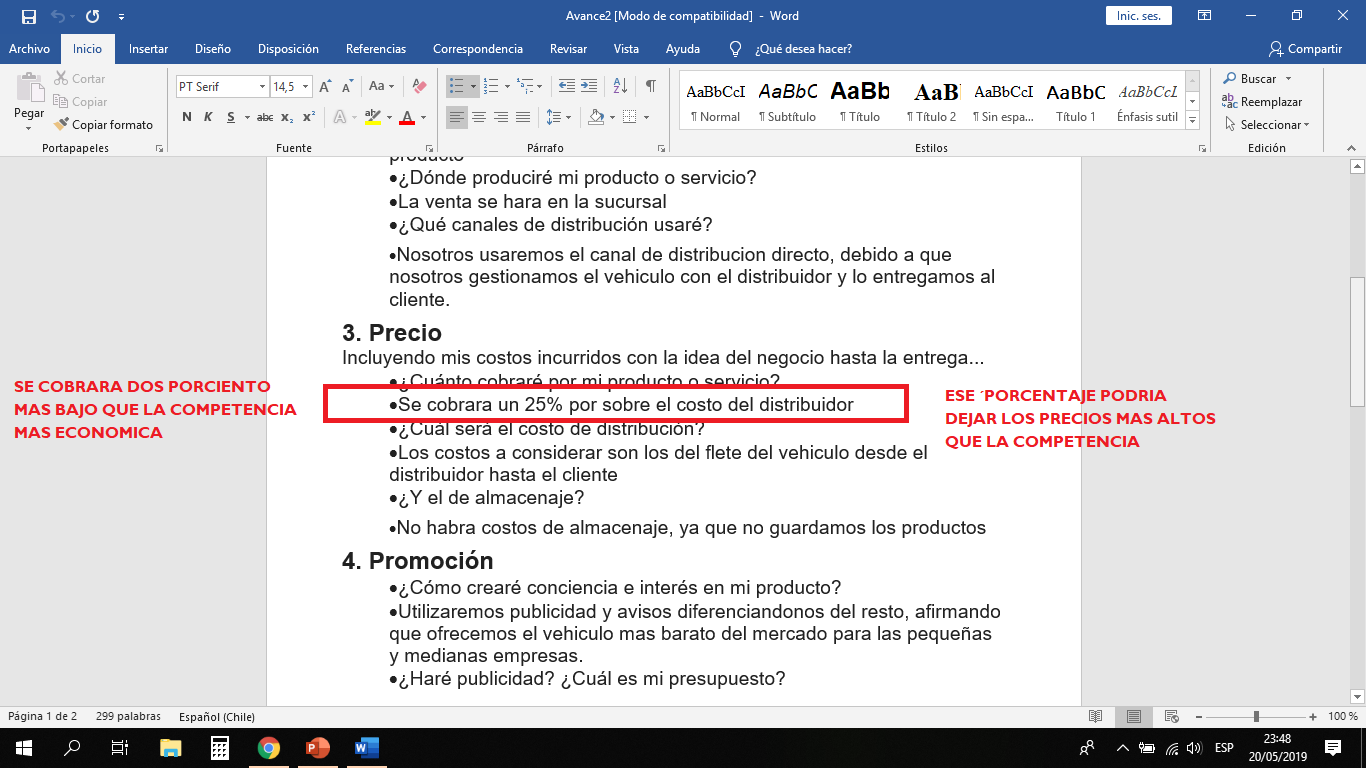 Avance2 [Modo de compatibilidad] - Word
Inic. ses.
Archivo Inicio Insertar Diseño Disposición Referencias Correspondencia Revisar Vista Ayuda ¿Qué desea hacer? Compartir
Pegar
Cortar
Copiar
Copiar formato
Portapapeles
PT Serif 14,5
N K S abc x₂ x²
Fuente
Párrafo
AaBbCcI AaBbC AaBb AaBl AaBbCcI AaBbC AaBbCcL
¶ Normal ¶ Subtítulo ¶ Título ¶ Título 2 ¶ Sin espa... ¶ Título 1 Énfasis sutil
Estilos
Buscar
Reemplazar
Seleccionar
Edición
producto
•¿Dónde produciré mi producto o servicio?
•La venta se hara en la sucursal
•¿Qué canales de distribución usaré?
•Nosotros usaremos el canal de distribucion directo, debido a que
nosotros gestionamos el vehiculo con el distribuidor y lo entregamos al
cliente.
3. Precio
Incluyendo mis costos incurridos con la idea del negocio hasta la entrega...
•¿Cuánto cobraré por mi producto o servicio?
•Se cobrara un 25% por sobre el costo del distribuidor
•¿Cuál será el costo de distribución?
•Los costos a considerar son los del flete del vehiculo desde el
distribuidor hasta el cliente
•¿Y el de almacenaje?
•No habra costos de almacenaje, ya que no guardamos los productos
4. Promoción
•¿Cómo crearé conciencia e interés en mi producto?
•Utilizaremos publicidad y avisos diferenciandonos del resto, afirmando
que ofrecemos el vehiculo mas barato del mercado para las pequeñas
y medianas empresas.
•¿Haré publicidad? ¿Cuál es mi presupuesto?
SE COBRARA DOS PORCIENTO
MAS BAJO QUE LA COMPETENCIA
MAS ECONOMICA
ESE ´PORCENTAJE PODRIA
DEJAR LOS PRECIOS MAS ALTOS
QUE LA COMPETENCIA
Página 1 de 2 299 palabras Español (Chile) 100 %
ESP
23:48
20/05/2019